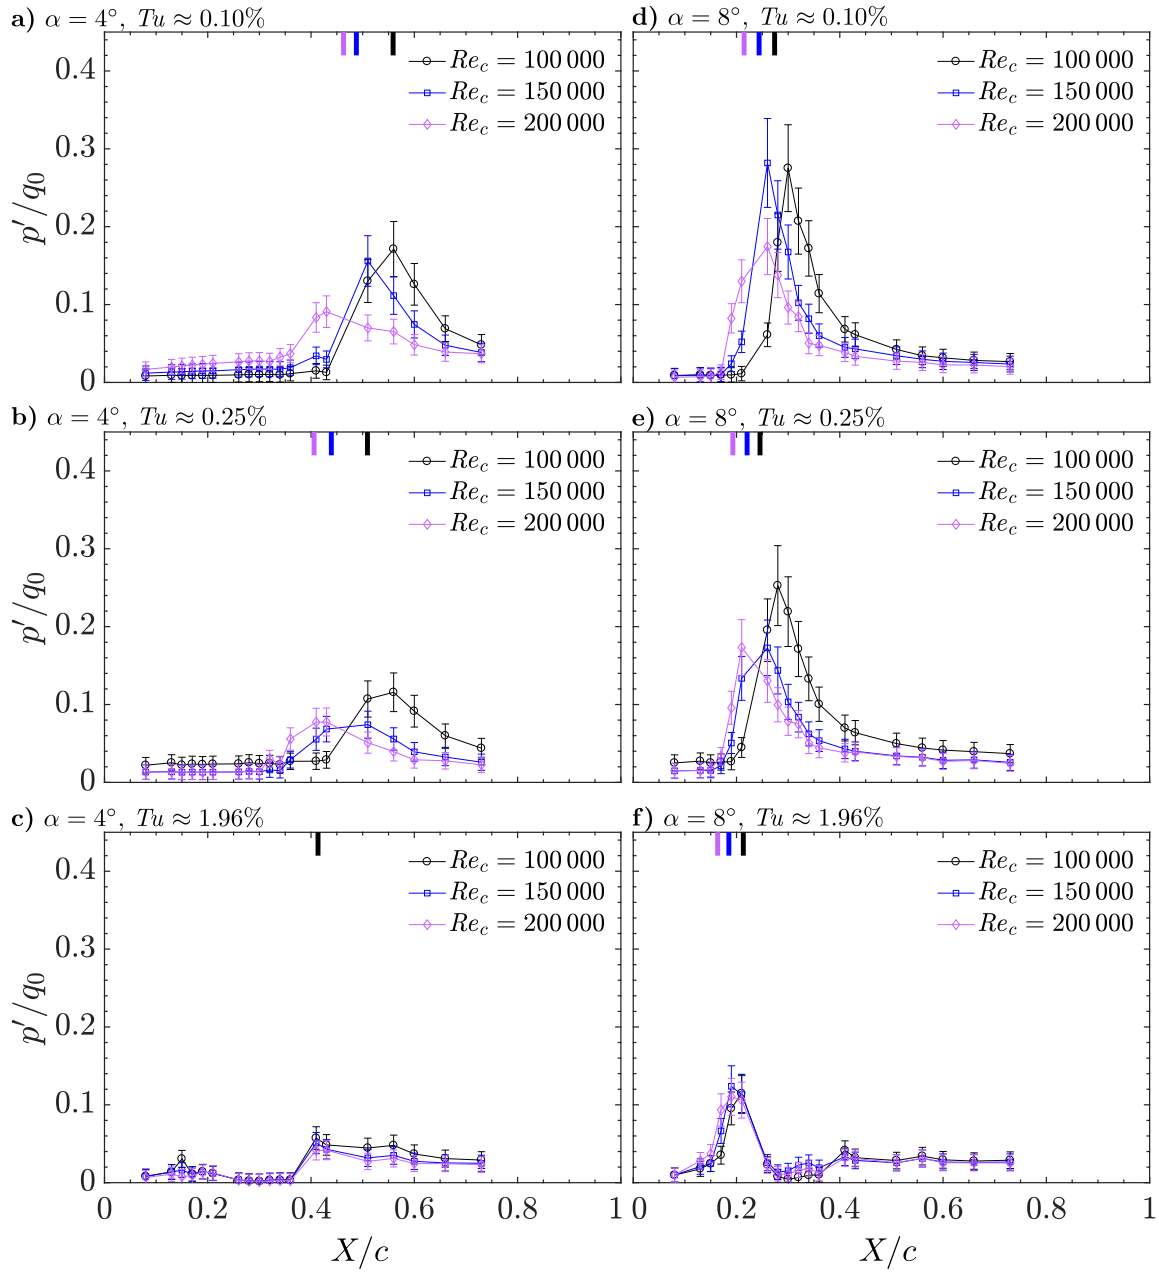 a) α = 4°, Tu ≈ 0.10%
Re_c = 100 000
Re_c = 150 000
Re_c = 200 000
0.4
0.3
0.2
0.1
0
p′/q₀
d) α = 8°, Tu ≈ 0.10%
Re_c = 100 000
Re_c = 150 000
Re_c = 200 000
b) α = 4°, Tu ≈ 0.25%
Re_c = 100 000
Re_c = 150 000
Re_c = 200 000
0.4
0.3
0.2
0.1
0
p′/q₀
e) α = 8°, Tu ≈ 0.25%
Re_c = 100 000
Re_c = 150 000
Re_c = 200 000
c) α = 4°, Tu ≈ 1.96%
Re_c = 100 000
Re_c = 150 000
Re_c = 200 000
0.4
0.3
0.2
0.1
0
p′/q₀
0 0.2 0.4 0.6 0.8 1
X/c
f) α = 8°, Tu ≈ 1.96%
Re_c = 100 000
Re_c = 150 000
Re_c = 200 000
0 0.2 0.4 0.6 0.8 1
X/c